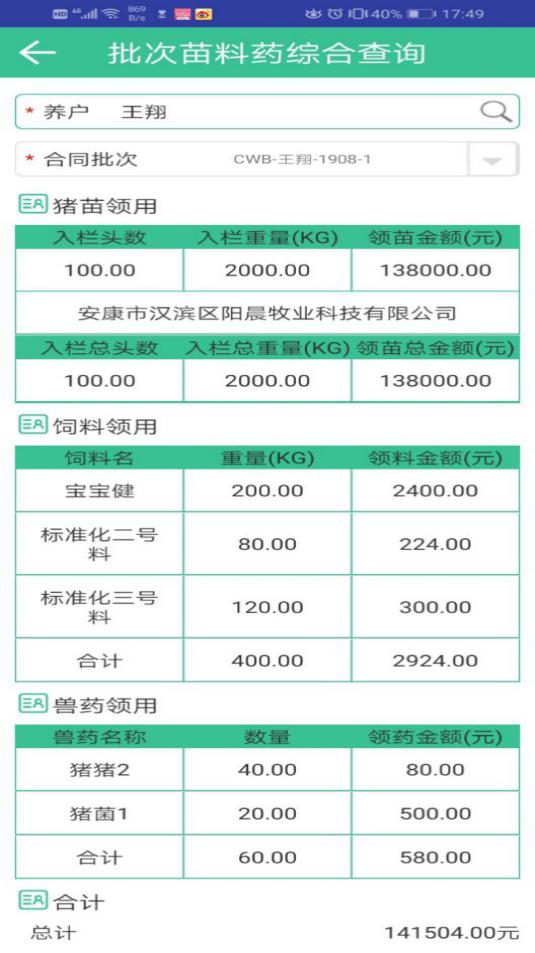 HD 46 869 B/s 40% 17:49
批次苗料药综合查询
* 养户 王翔
* 合同批次 CWB-王翔-1908-1
猪苗领用
入栏头数 入栏重量(KG) 领苗金额(元)
100.00 2000.00 138000.00
安康市汉滨区阳晨牧业科技有限公司
入栏总头数 入栏总重量(KG) 领苗总金额(元)
100.00 2000.00 138000.00
饲料领用
饲料名 重量(KG) 领料金额(元)
宝宝健 200.00 2400.00
标准化二号
料 80.00 224.00
标准化三号
料 120.00 300.00
合计 400.00 2924.00
兽药领用
兽药名称 数量 领药金额(元)
猪猪2 40.00 80.00
猪菌1 20.00 500.00
合计 60.00 580.00
合计
总计 141504.00元